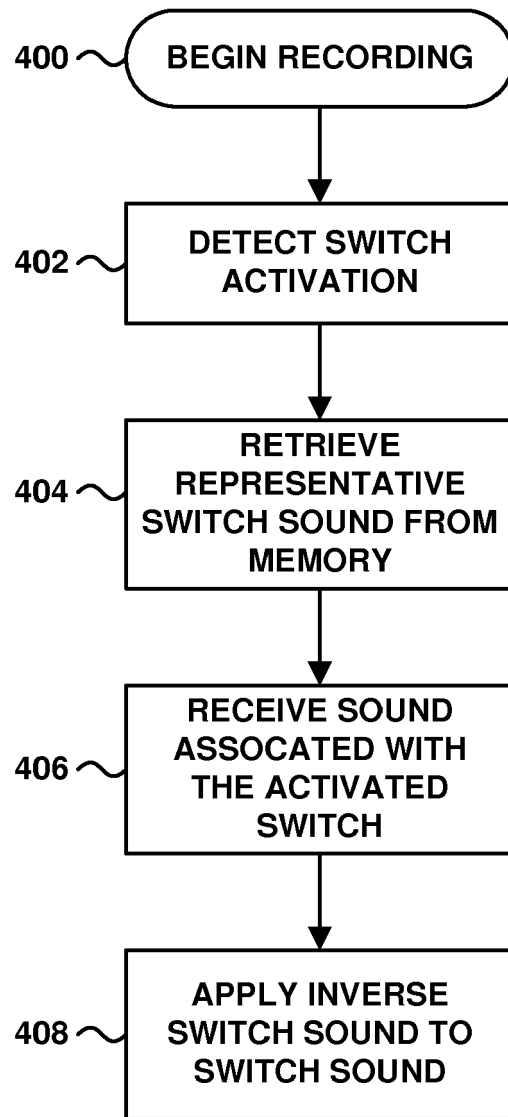 400 BEGIN RECORDING
402 DETECT SWITCH
ACTIVATION
404 RETRIEVE
REPRESENTATIVE
SWITCH SOUND FROM
MEMORY
406 RECEIVE SOUND
ASSOCATED WITH
THE ACTIVATED
SWITCH
408 APPLY INVERSE
SWITCH SOUND TO
SWITCH SOUND